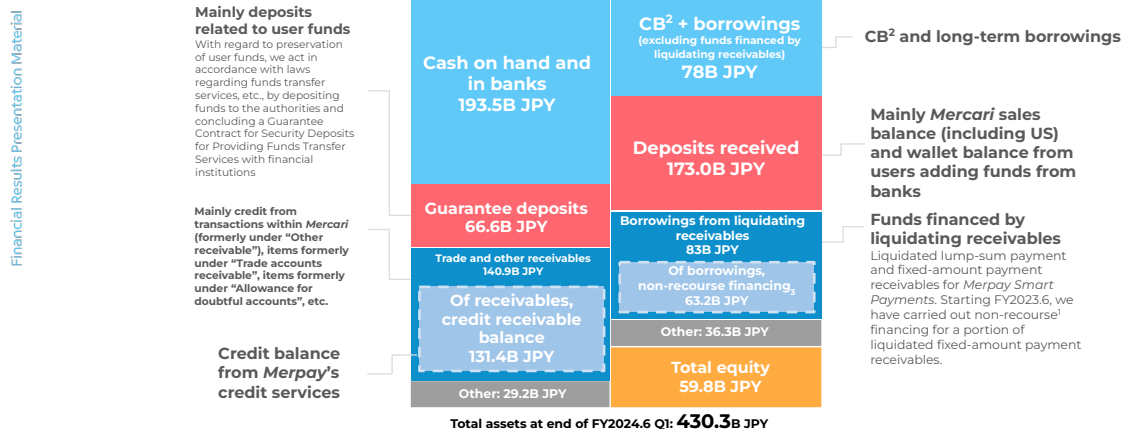 Financial Results Presentation Material
Mainly deposits
related to user funds
With regard to preservation
of user funds, we act in
accordance with laws
regarding funds transfer
services, etc., by depositing
funds to the authorities and
concluding a Guarantee
Contract for Security Deposits
for Providing Funds Transfer
Services with financial
institutions
Mainly credit from
transactions within Mercari
(formerly under “Other
receivable”), items formerly
under “Trade accounts
receivable”, items formerly
under “Allowance for
doubtful accounts”, etc.
Credit balance
from Merpay’s
credit services
Cash on hand and
in banks
193.5B JPY
Guarantee deposits
66.6B JPY
Trade and other receivables
140.9B JPY
Of receivables,
credit receivable
balance
131.4B JPY
Other: 29.2B JPY
CB² + borrowings
(excluding funds financed by
liquidating receivables)
78B JPY
Deposits received
173.0B JPY
Borrowings from liquidating
receivables
83B JPY
Of borrowings,
non-recourse financing₃
63.2B JPY
Other: 36.3B JPY
Total equity
59.8B JPY
CB² and long-term borrowings
Mainly Mercari sales
balance (including US)
and wallet balance from
users adding funds from
banks
Funds financed by
liquidating receivables
Liquidated lump-sum payment
and fixed-amount payment
receivables for Merpay Smart
Payments. Starting FY2023.6, we
have carried out non-recourse¹
financing for a portion of
liquidated fixed-amount payment
receivables.
Total assets at end of FY2024.6 Q1: 430.3B JPY